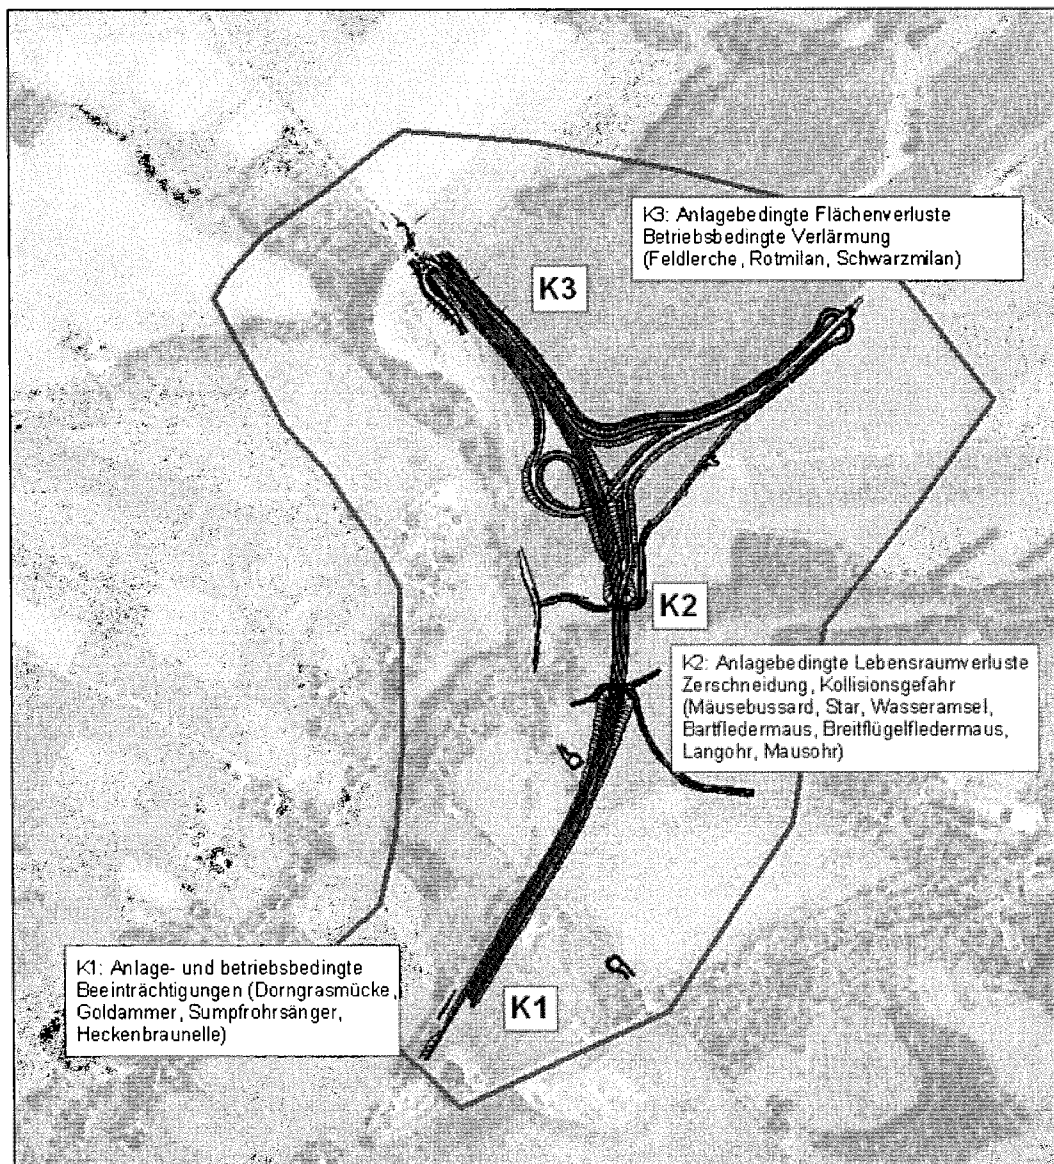 K3: Anlagebedingte Flächenverluste
Betriebsbedingte Verlärmung
(Feldlerche, Rotmilan, Schwarzmilan)
K3
K2
K2: Anlagebedingte Lebensraumverluste
Zerschneidung, Kollisionsgefahr
(Mäusebussard, Star, Wasseramsel,
Bartfledermaus, Breitflügelfledermaus,
Langohr, Mausohr)
K1: Anlage- und betriebsbedingte
Beeinträchtigungen (Dorngrasmücke,
Goldammer, Sumpfrohrsänger,
Heckenbraunelle)
K1